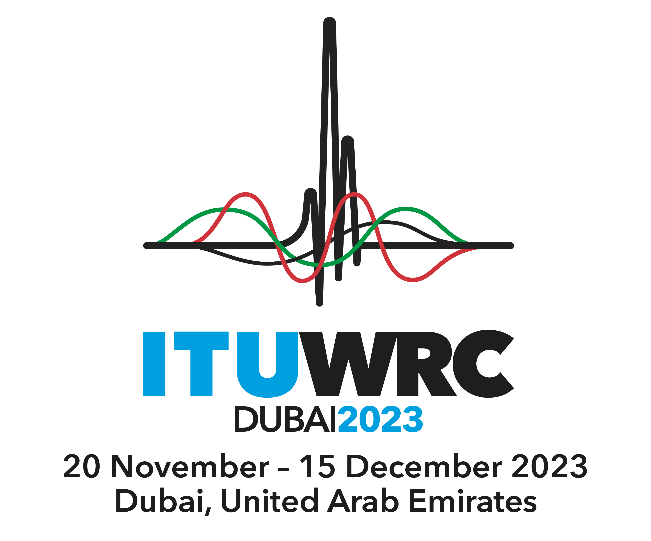 ITUWRC
DUBAI2023
20 November – 15 December 2023
Dubai, United Arab Emirates